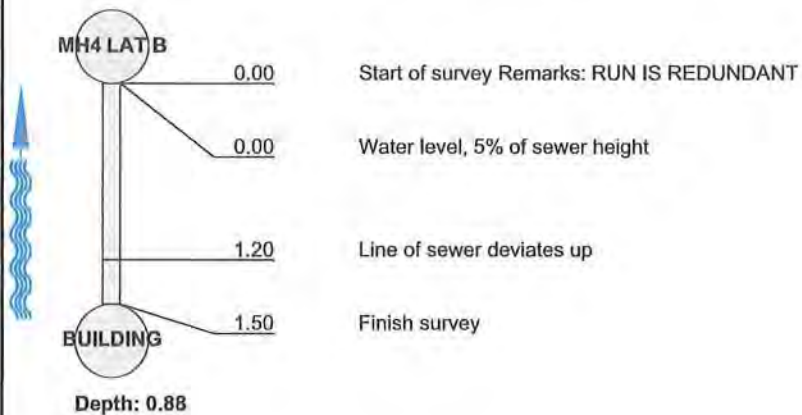 MH4 LAT B
0.00 Start of survey Remarks: RUN IS REDUNDANT
0.00 Water level, 5% of sewer height
1.20 Line of sewer deviates up
1.50 Finish survey
BUILDING
Depth: 0.88